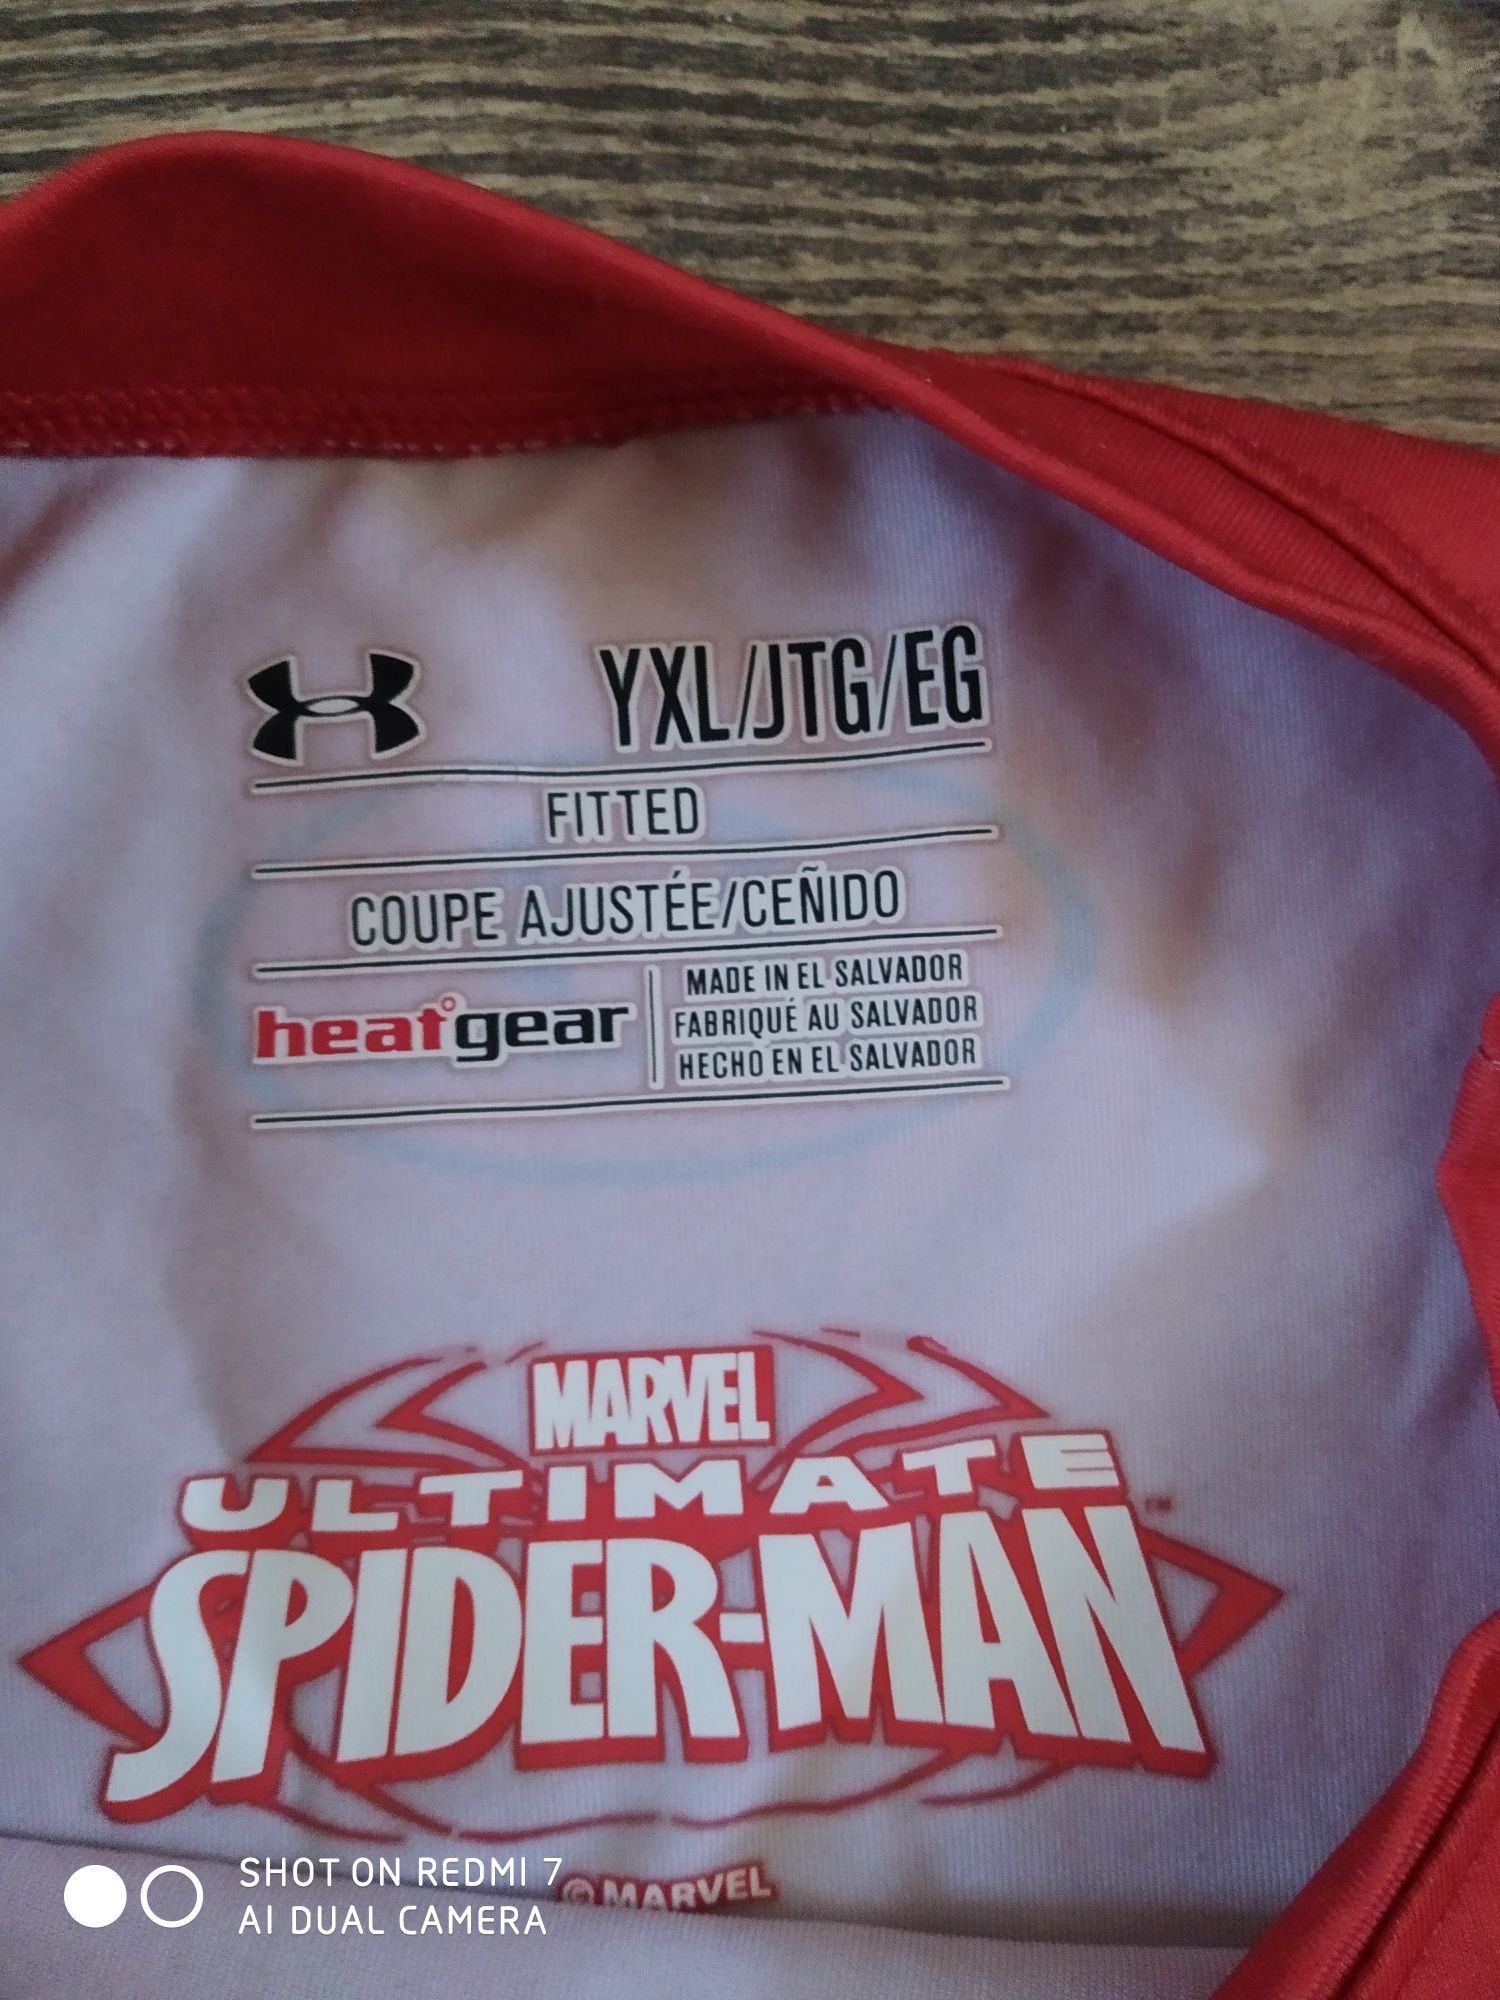 YXL/JTG/EG
FITTED
COUPE AJUSTÉE/CEÑIDO
heatgear
MADE IN EL SALVADOR
FABRIQUÉ AU SALVADOR
HECHO EN EL SALVADOR
MARVEL
ULTIMATE
SPIDER-MAN™
© MARVEL
SHOT ON REDMI 7
AI DUAL CAMERA